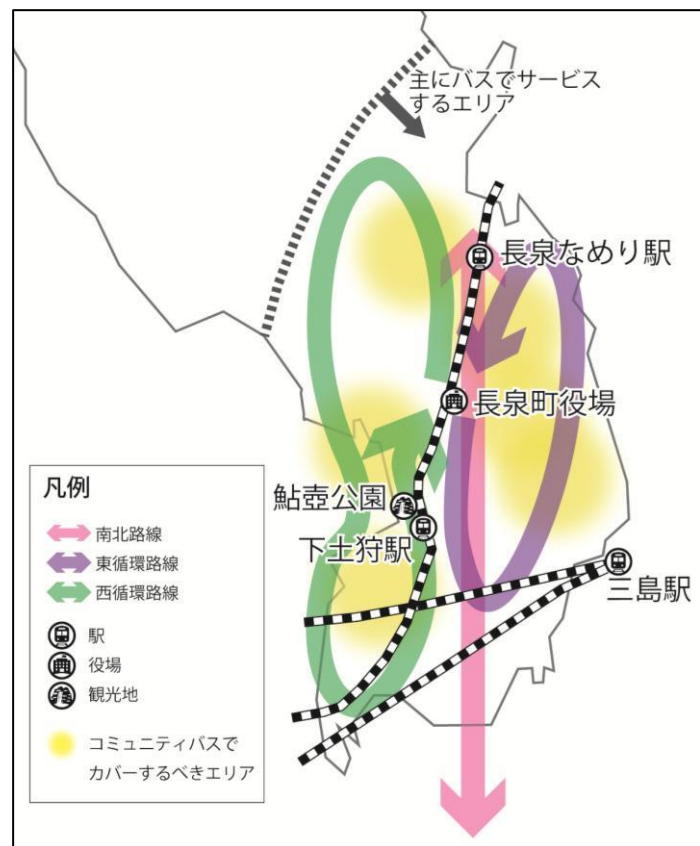 主にバスでサービス
するエリア
長泉なめり駅
長泉町役場
鮎壺公園
下土狩駅
三島駅
凡例
南北路線
東循環路線
西循環路線
駅
役場
観光地
コミュニティバスで
カバーするべきエリア